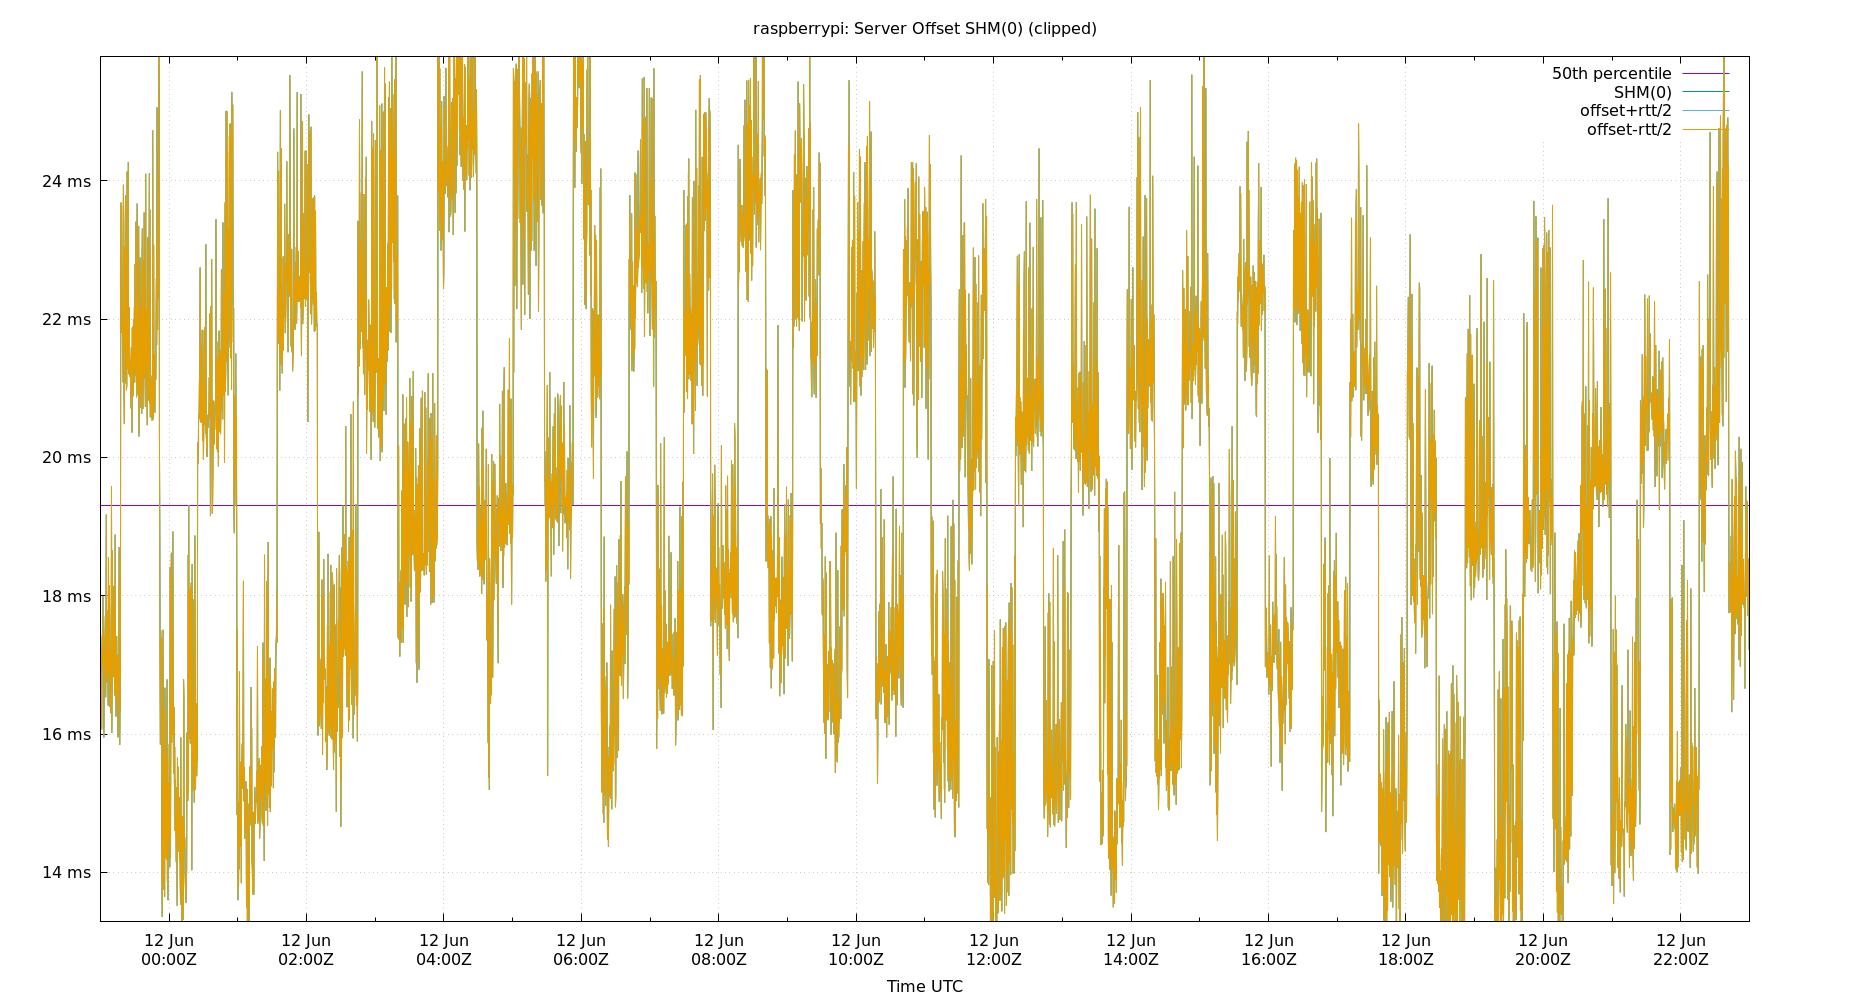 raspberrypi: Server Offset SHM(0) (clipped)
50th percentile
SHM(0)
offset+rtt/2
offset-rtt/2
24 ms
22 ms
20 ms
18 ms
16 ms
14 ms
12 Jun 12 Jun 12 Jun 12 Jun 12 Jun 12 Jun 12 Jun 12 Jun 12 Jun 12 Jun 12 Jun 12 Jun
00:00Z 02:00Z 04:00Z 06:00Z 08:00Z 10:00Z 12:00Z 14:00Z 16:00Z 18:00Z 20:00Z 22:00Z
Time UTC